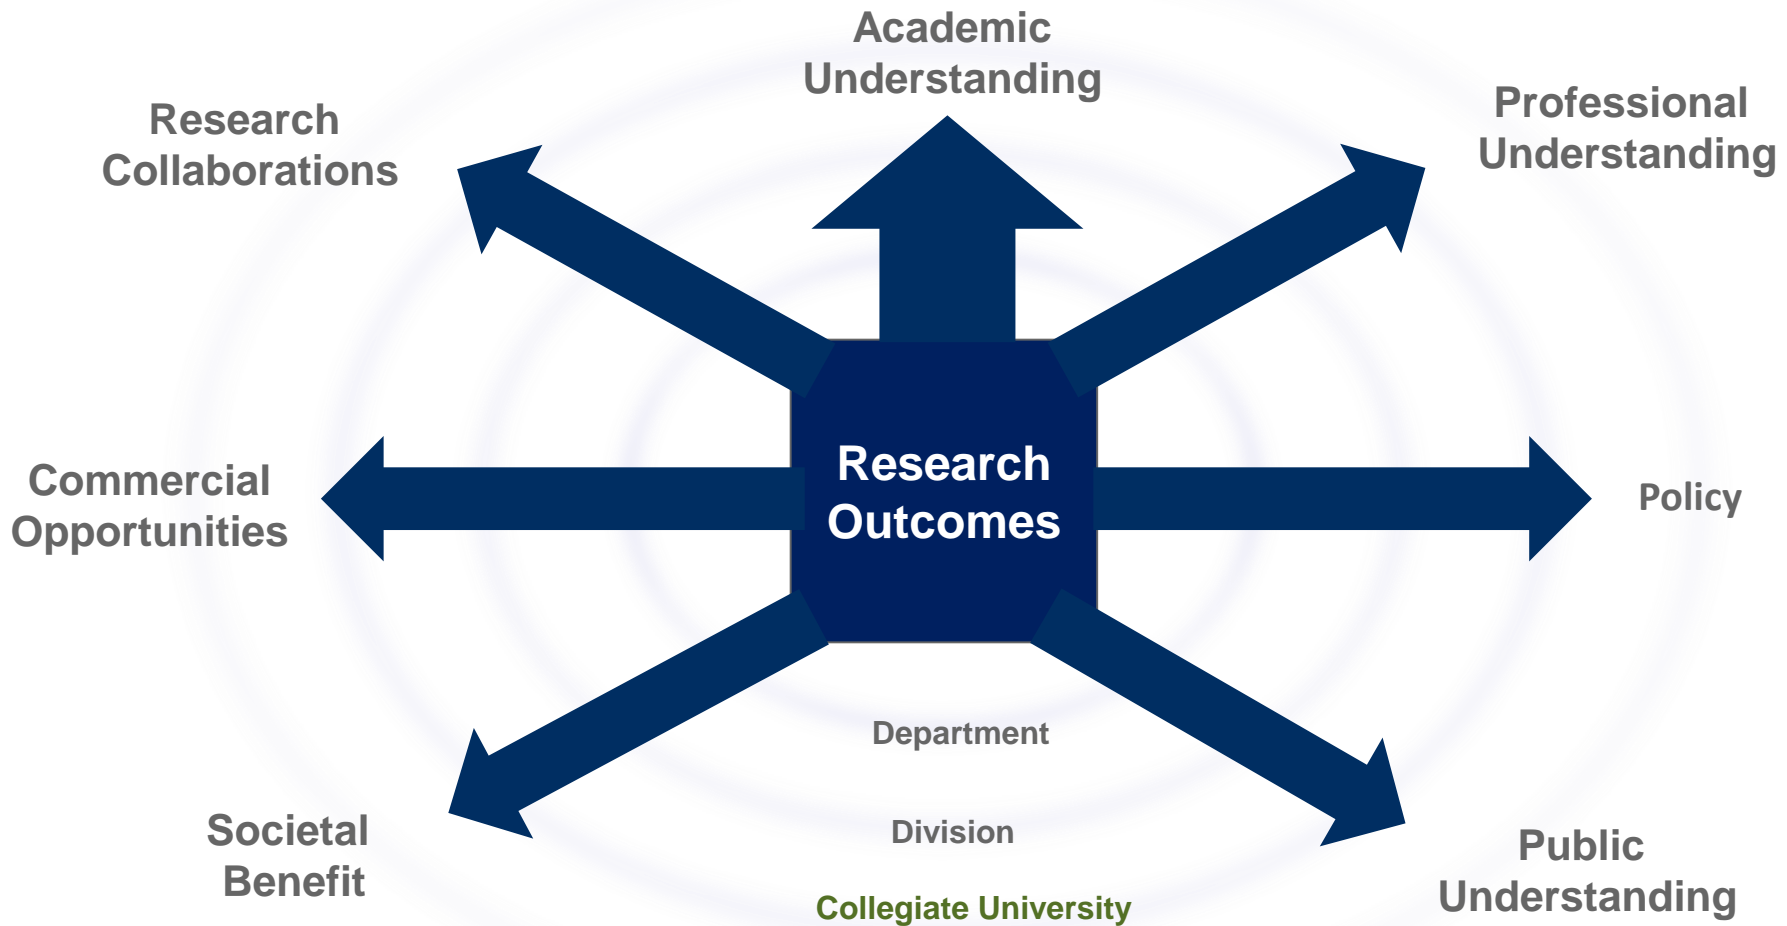 Academic
Understanding
Research
Collaborations
Professional
Understanding
Commercial
Opportunities
Research
Outcomes
Policy
Department
Division
Societal
Benefit
Public
Understanding
Collegiate University